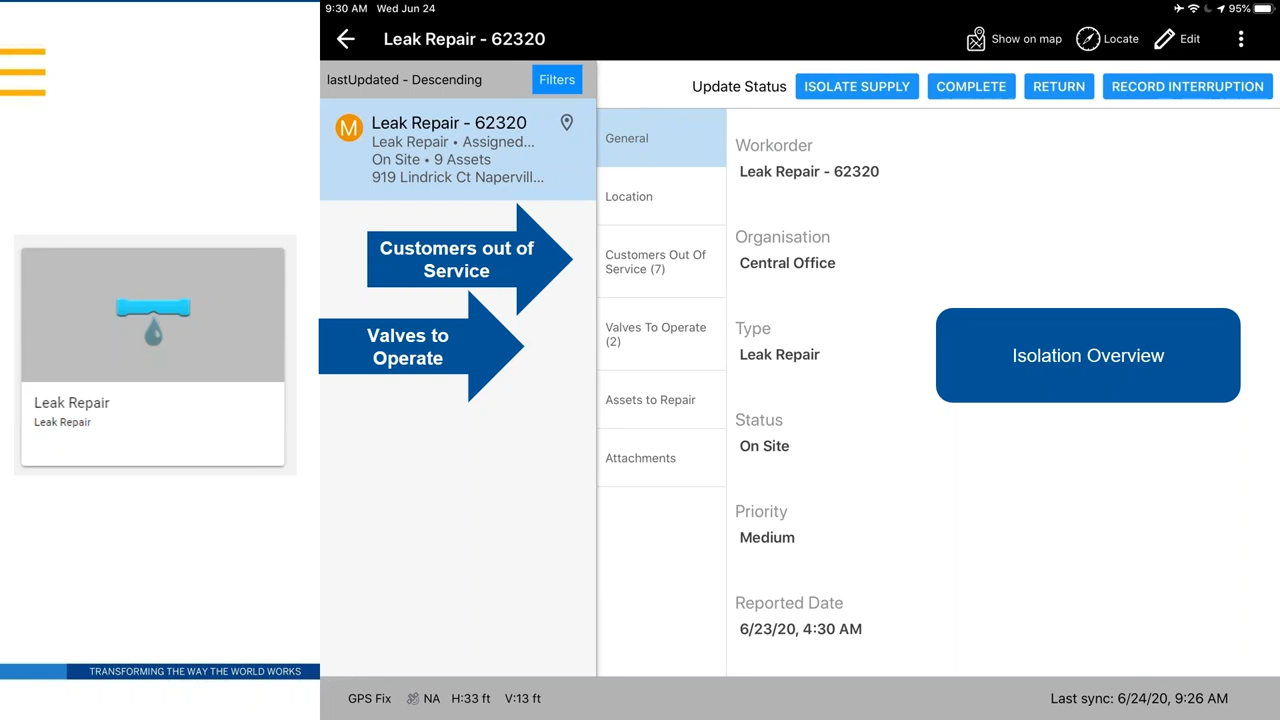 9:30 AM Wed Jun 24
95%
Leak Repair - 62320
Show on map
Locate
Edit
lastUpdated - Descending
Filters
Update Status
ISOLATE SUPPLY
COMPLETE
RETURN
RECORD INTERRUPTION
M
Leak Repair - 62320
Leak Repair • Assigned...
On Site • 9 Assets
919 Lindrick Ct Napervill...
Customers out of
Service
Valves to
Operate
Leak Repair
Leak Repair
TRANSFORMING THE WAY THE WORLD WORKS
General
Location
Customers Out Of
Service (7)
Valves To Operate
(2)
Assets to Repair
Attachments
Workorder
Leak Repair - 62320
Organisation
Central Office
Type
Leak Repair
Status
On Site
Priority
Medium
Reported Date
6/23/20, 4:30 AM
Isolation Overview
GPS Fix
NA
H:33 ft
V:13 ft
Last sync: 6/24/20, 9:26 AM